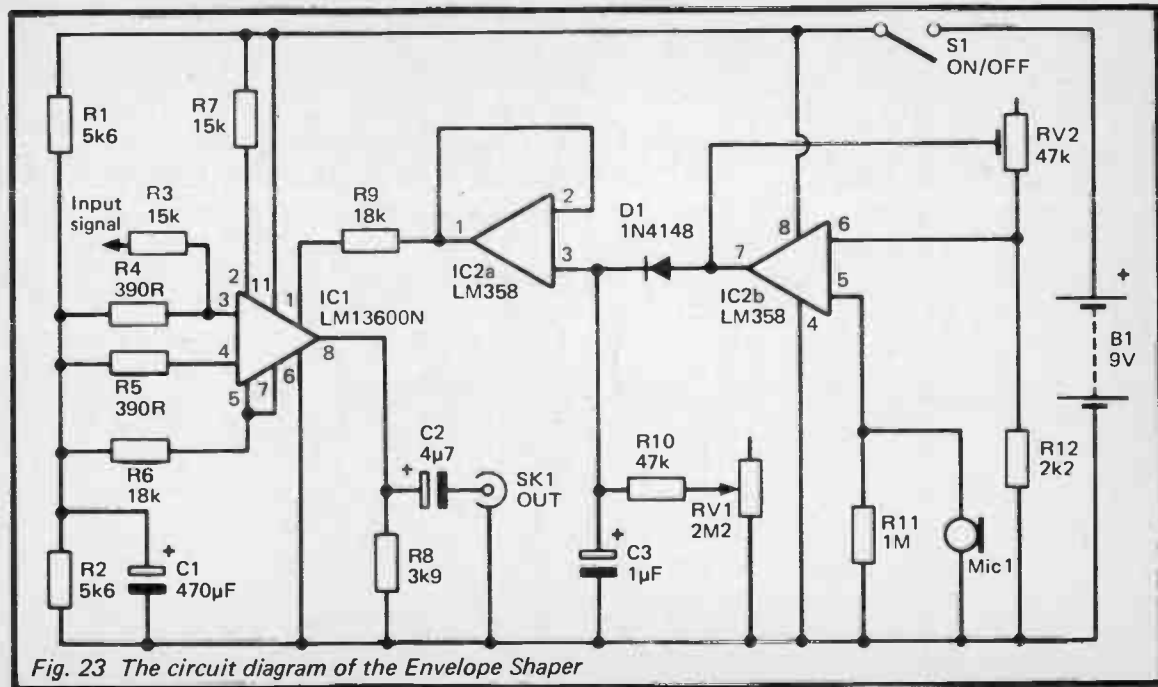 S1
ON/OFF
R1
5k6
R7
15k
RV2
47k
R3
15k
Input
signal
R9
18k
D1
1N4148
1
2
3
IC2a
LM358
8
7
6
5
4
IC2b
LM358
R4
390R
2
11
3
1
IC1
LM13600N
4
8
5
7
6
R5
390R
+
B1
9V
R6
18k
C2
4µ7
+
SK1
OUT
R10
47k
RV1
2M2
R11
1M
Mic1
R12
2k2
R2
5k6
+
C1
470µF
R8
3k9
+
C3
1µF
Fig. 23 The circuit diagram of the Envelope Shaper